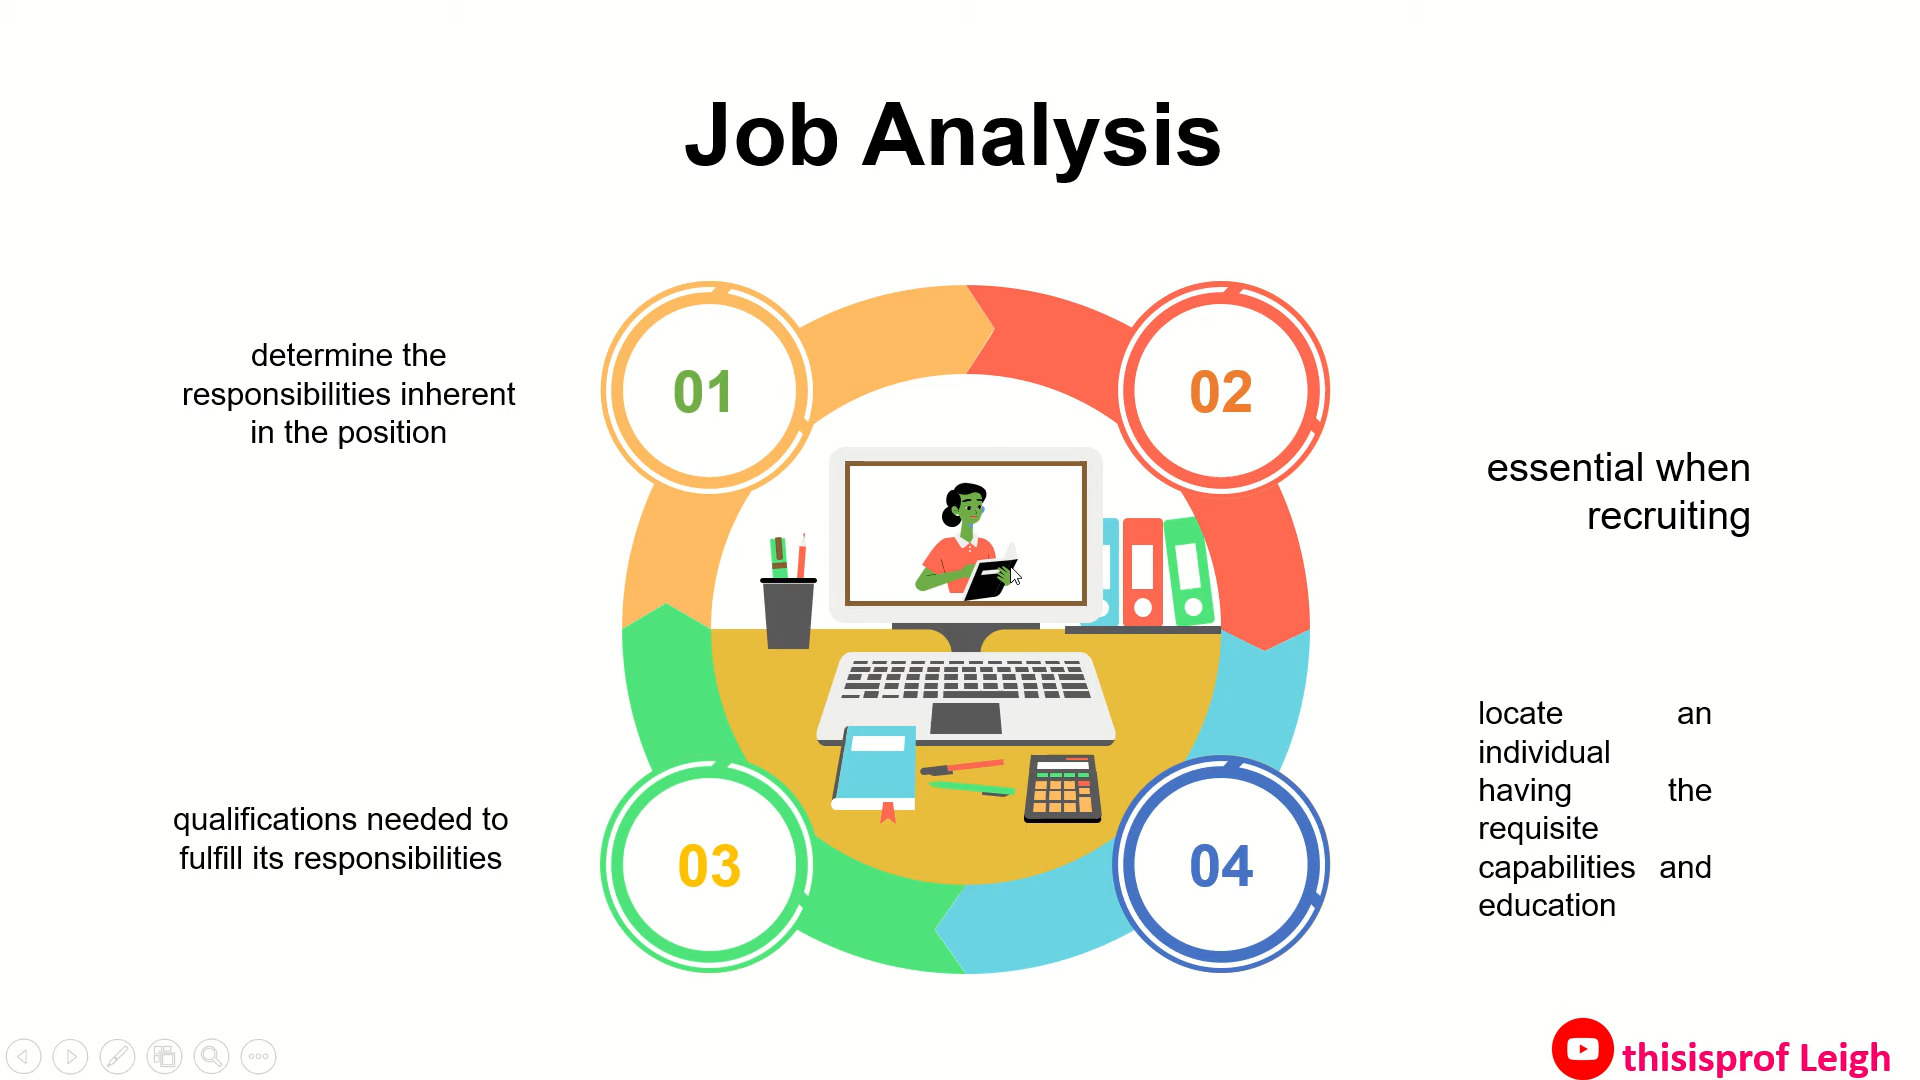 Job Analysis
01
determine the
responsibilities inherent
in the position
02
essential when
recruiting
03
qualifications needed to
fulfill its responsibilities
04
locate an
individual
having the
requisite
capabilities and
education
thisisprof Leigh